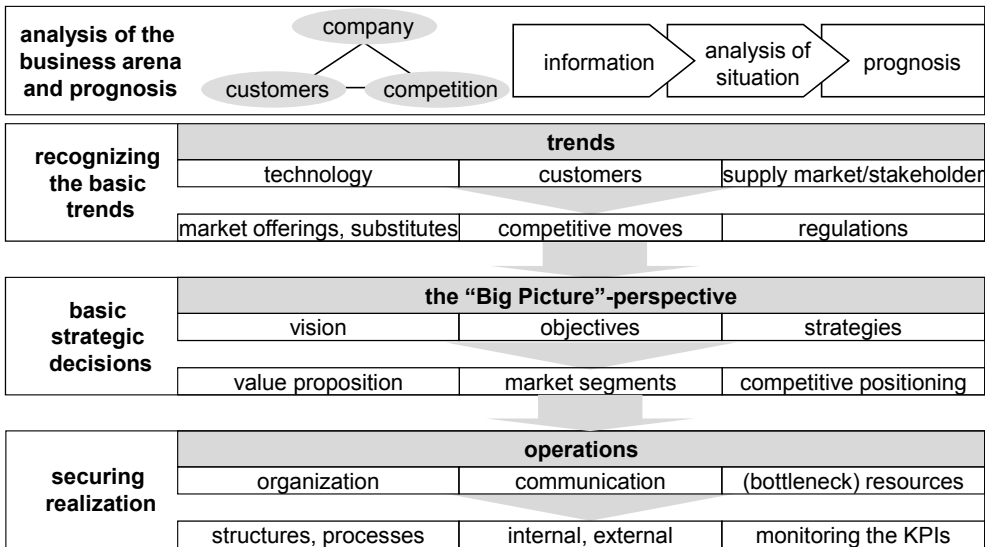 analysis of the
business arena
and prognosis
company
customers
competition
information
analysis of
situation
prognosis
recognizing
the basic
trends
trends
technology
customers
supply market/stakeholder
market offerings, substitutes
competitive moves
regulations
basic
strategic
decisions
the “Big Picture”-perspective
vision
objectives
strategies
value proposition
market segments
competitive positioning
securing
realization
operations
organization
communication
(bottleneck) resources
structures, processes
internal, external
monitoring the KPIs